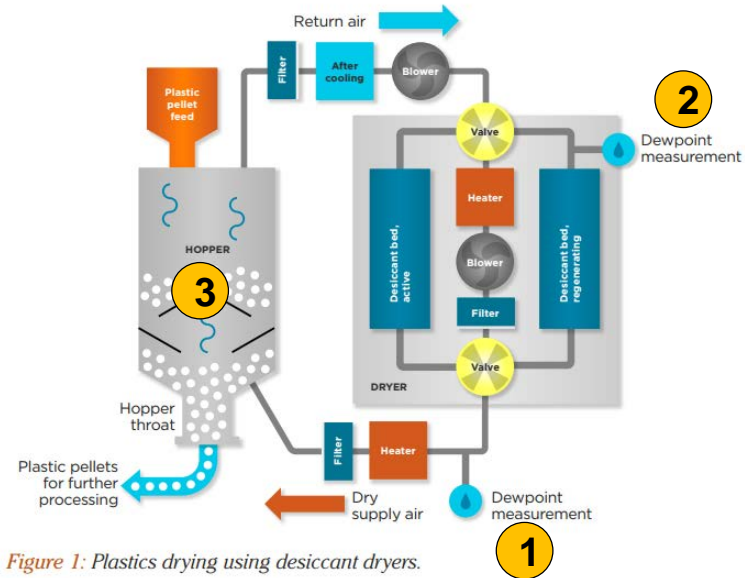 Return air
Filter
After
cooling
Blower
Plastic
pellet
feed
2
Valve
Dewpoint
measurement
Heater
HOPPER
Desiccant bed,
active
Blower
Desiccant bed,
regenerating
3
Filter
Valve
DRYER
Hopper
throat
Filter
Heater
Plastic pellets
for further
processing
Dry
supply air
Dewpoint
measurement
1
Figure 1: Plastics drying using desiccant dryers.